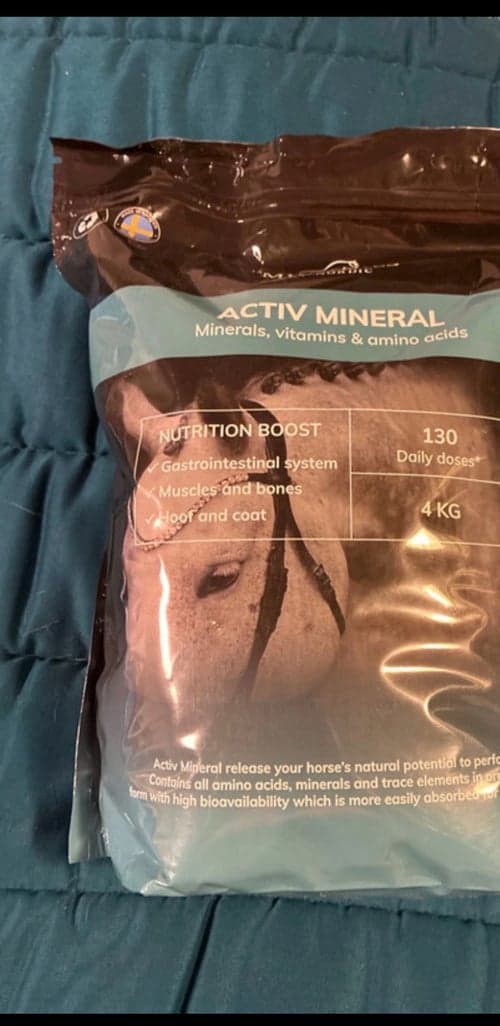 ACTIV MINERAL
Minerals, vitamins & amino acids
NUTRITION BOOST
✓ Gastrointestinal system
✓ Muscles and bones
✓ Hoof and coat
130
Daily doses*
4 KG
Activ Mineral release your horse's natural potential to perfo
Contains all amino acids, minerals and trace elements in
form with high bioavailability which is more easily absorbed